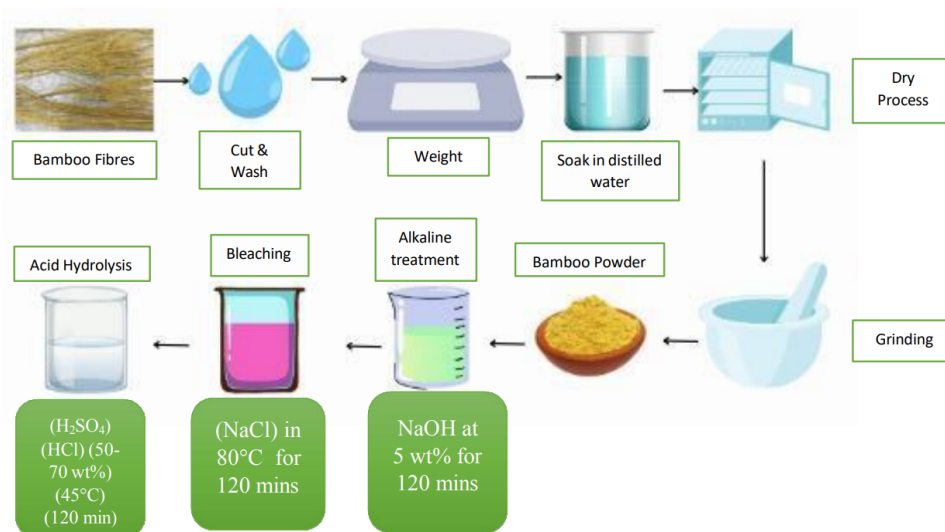 Bamboo Fibres
Cut &
Wash
Weight
Soak in distilled
water
Dry
Process
Grinding
Bamboo Powder
Alkaline
treatment
Bleaching
Acid Hydrolysis
NaOH at
5 wt% for
120 mins
(NaCl) in
80°C for
120 mins
(H₂SO₄)
(HCl) (50-
70 wt%)
(45°C)
(120 min)